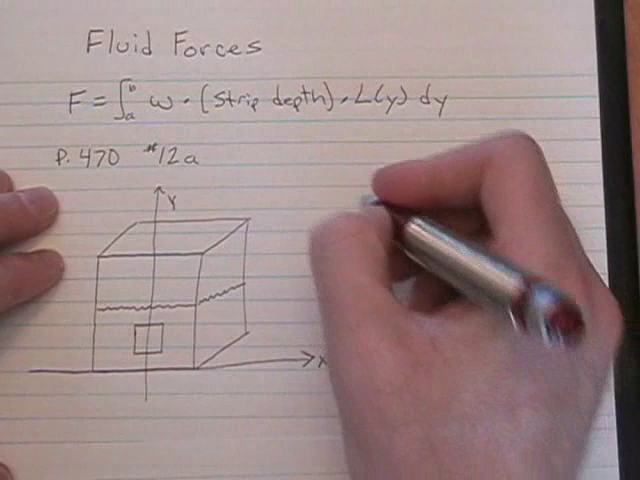 Fluid Forces
F = ∫ₐᵇ ω · (strip depth) · L(y) dy
P. 470 #12a
Y
X